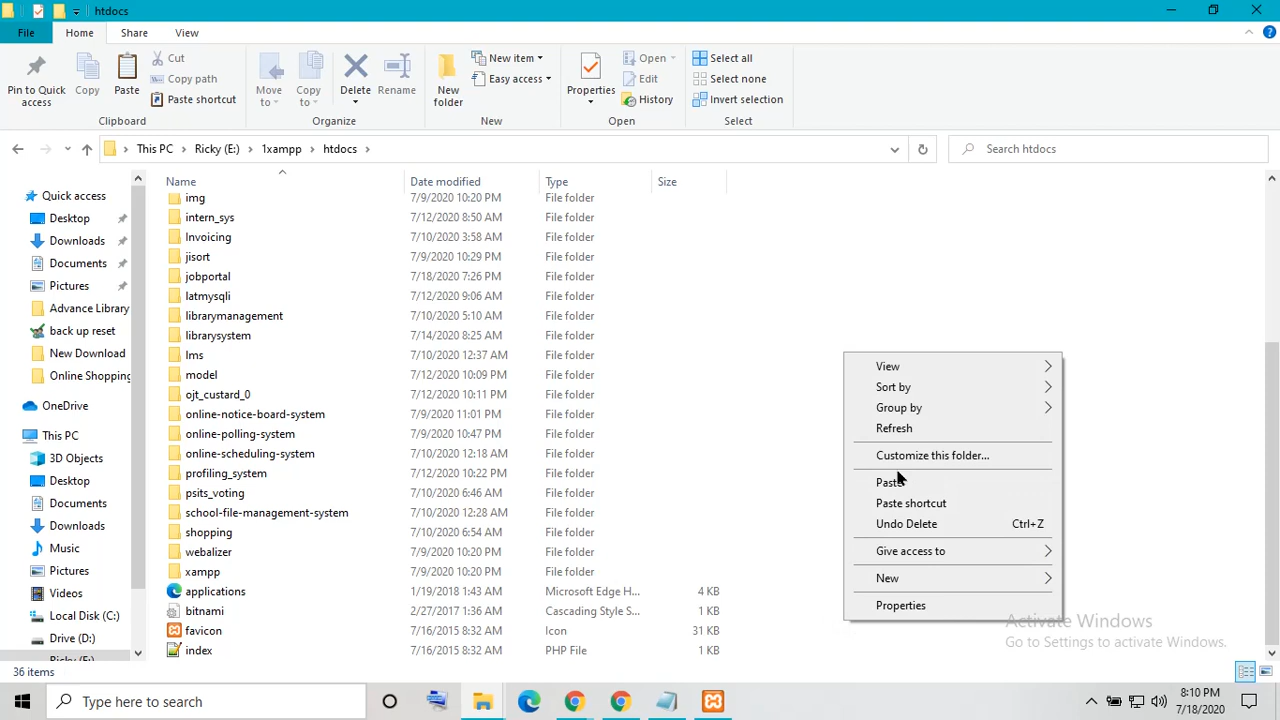 htdocs
File Home Share View
Pin to Quick access
Copy
Paste
Cut
Copy path
Paste shortcut
Clipboard
Move to
Copy to
Delete
Rename
Organize
New folder
New item
Easy access
New
Properties
Open
Edit
History
Open
Select all
Select none
Invert selection
Select
This PC > Ricky (E:) > 1xampp > htdocs >
Search htdocs
Quick access
Desktop
Downloads
Documents
Pictures
Advance Library
back up reset
New Download
Online Shopping
OneDrive
This PC
3D Objects
Desktop
Documents
Downloads
Music
Pictures
Videos
Local Disk (C:)
Drive (D:)
Ricky (E:)
Name Date modified Type Size
img 7/9/2020 10:20 PM File folder
intern_sys 7/12/2020 8:50 AM File folder
Invoicing 7/10/2020 3:58 AM File folder
jisort 7/9/2020 10:29 PM File folder
jobportal 7/18/2020 7:26 PM File folder
latmysqli 7/12/2020 9:06 AM File folder
librarymanagement 7/10/2020 5:10 AM File folder
librarysystem 7/14/2020 8:25 AM File folder
lms 7/10/2020 12:37 AM File folder
model 7/12/2020 10:09 PM File folder
ojt_custard_0 7/12/2020 10:11 PM File folder
online-notice-board-system 7/9/2020 11:01 PM File folder
online-polling-system 7/9/2020 10:47 PM File folder
online-scheduling-system 7/10/2020 12:18 AM File folder
profiling_system 7/12/2020 10:22 PM File folder
psits_voting 7/10/2020 6:46 AM File folder
school-file-management-system 7/10/2020 12:28 AM File folder
shopping 7/10/2020 6:54 AM File folder
webalizer 7/9/2020 10:20 PM File folder
xampp 7/9/2020 10:20 PM File folder
applications 1/19/2018 1:43 AM Microsoft Edge H... 4 KB
bitnami 2/27/2017 1:36 AM Cascading Style S... 1 KB
favicon 7/16/2015 8:32 AM Icon 31 KB
index 7/16/2015 8:32 AM PHP File 1 KB
View
Sort by
Group by
Refresh
Customize this folder...
Paste
Paste shortcut
Undo Delete Ctrl+Z
Give access to
New
Properties
Activate Windows
Go to Settings to activate Windows.
36 items
Type here to search
8:10 PM
7/18/2020